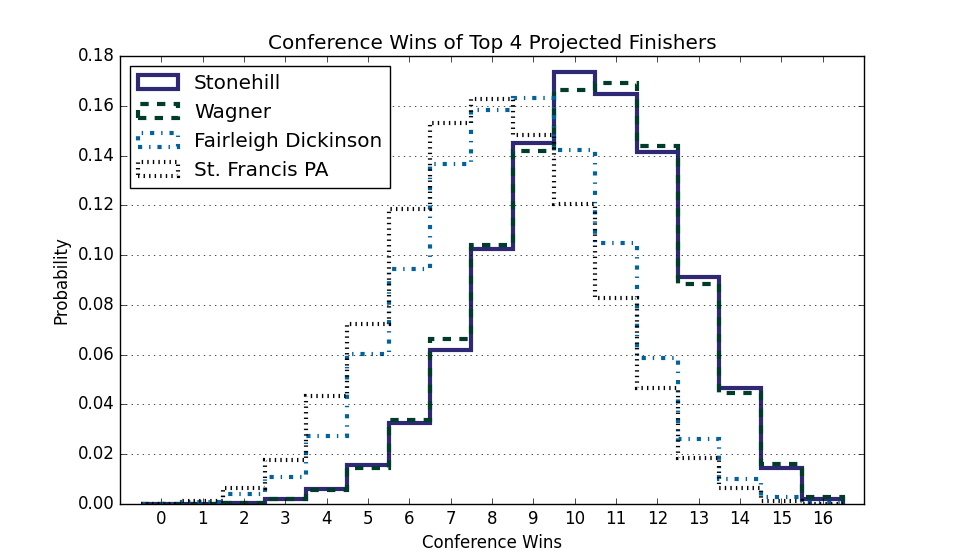 Conference Wins of Top 4 Projected Finishers
0.18
0.16
0.14
0.12
0.10
0.08
0.06
0.04
0.02
0.00
Probability
Stonehill
Wagner
Fairleigh Dickinson
St. Francis PA
0 1 2 3 4 5 6 7 8 9 10 11 12 13 14 15 16
Conference Wins